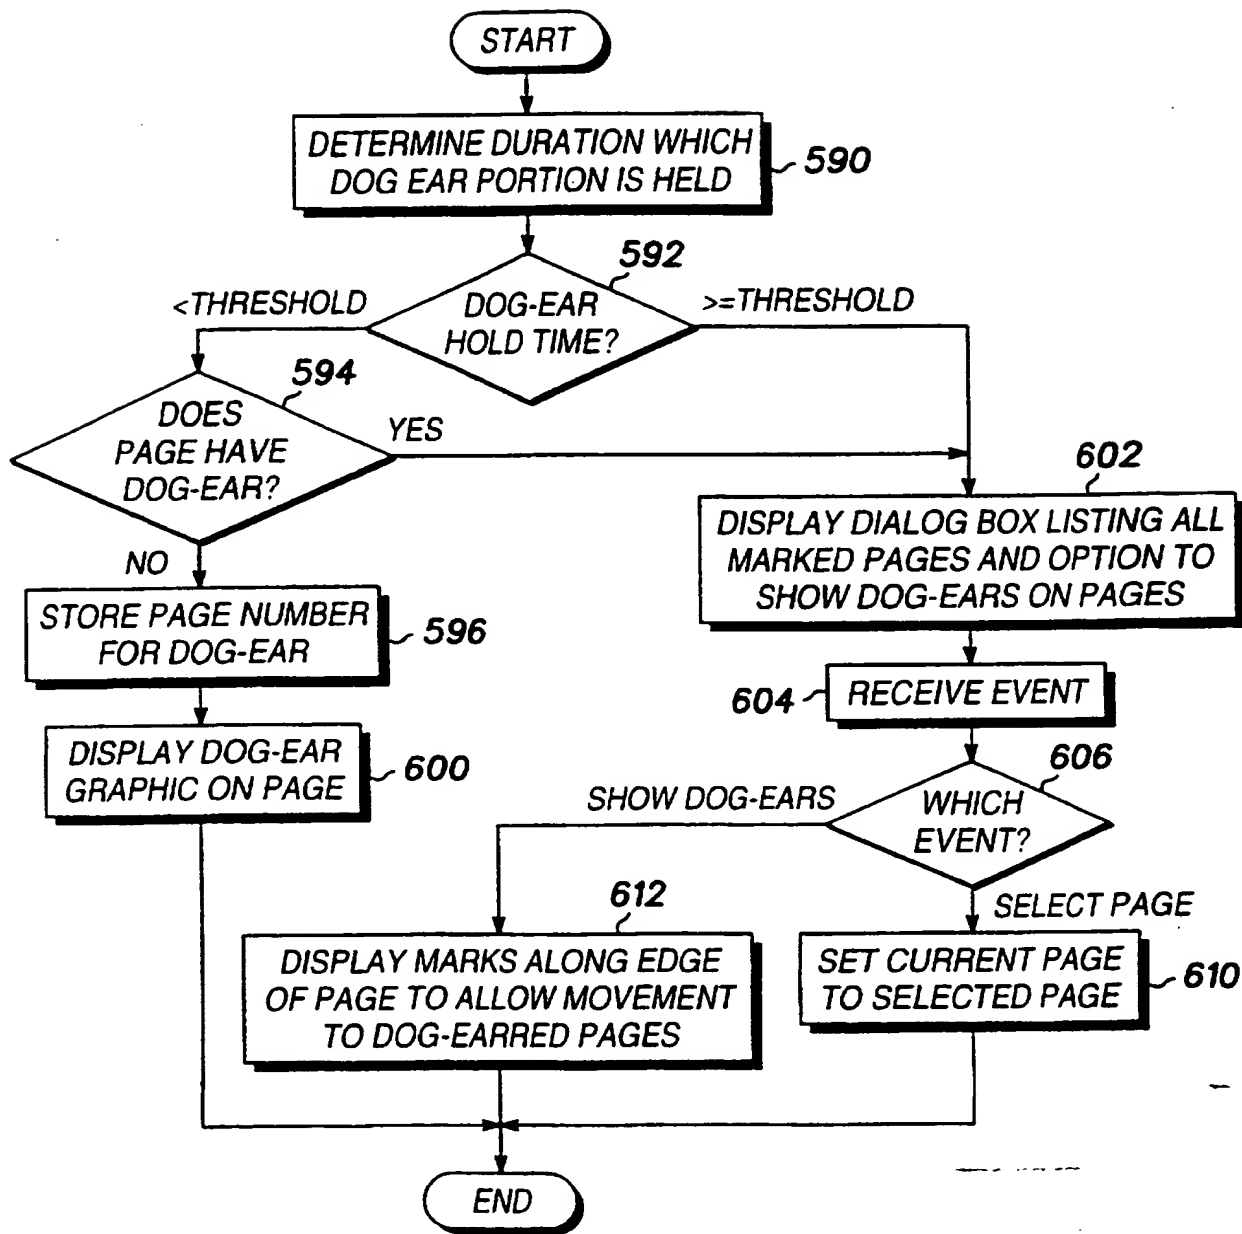 START
DETERMINE DURATION WHICH
DOG EAR PORTION IS HELD
590
592
<THRESHOLD
DOG-EAR
HOLD TIME?
>=THRESHOLD
594
DOES
PAGE HAVE
DOG-EAR?
YES
NO
602
DISPLAY DIALOG BOX LISTING ALL
MARKED PAGES AND OPTION TO
SHOW DOG-EARS ON PAGES
STORE PAGE NUMBER
FOR DOG-EAR
596
604
RECEIVE EVENT
DISPLAY DOG-EAR
GRAPHIC ON PAGE
600
606
SHOW DOG-EARS
WHICH
EVENT?
612
SELECT PAGE
DISPLAY MARKS ALONG EDGE
OF PAGE TO ALLOW MOVEMENT
TO DOG-EARRED PAGES
SET CURRENT PAGE
TO SELECTED PAGE
610
END